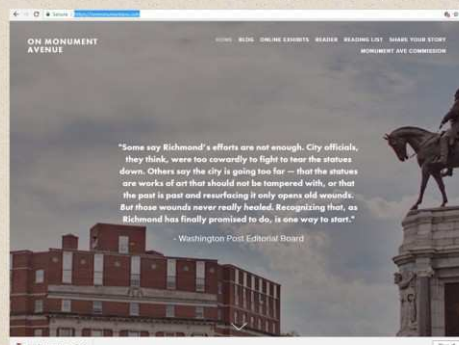 Secure
https://onmonumentave.com
ON MONUMENT
AVENUE
HOME BLOG ONLINE EXHIBITS READER READING LIST SHARE YOUR STORY
MONUMENT AVE COMMISSION
"Some say Richmond's efforts are not enough. City officials,
they think, were too cowardly to fight to tear the statues
down. Others say the city is going too far — that the statues
are works of art that should not be tampered with, or that
the past is past and resurfacing it only opens old wounds.
But those wounds never really healed. Recognizing that, as
Richmond has finally promised to do, is one way to start."
- Washington Post Editorial Board